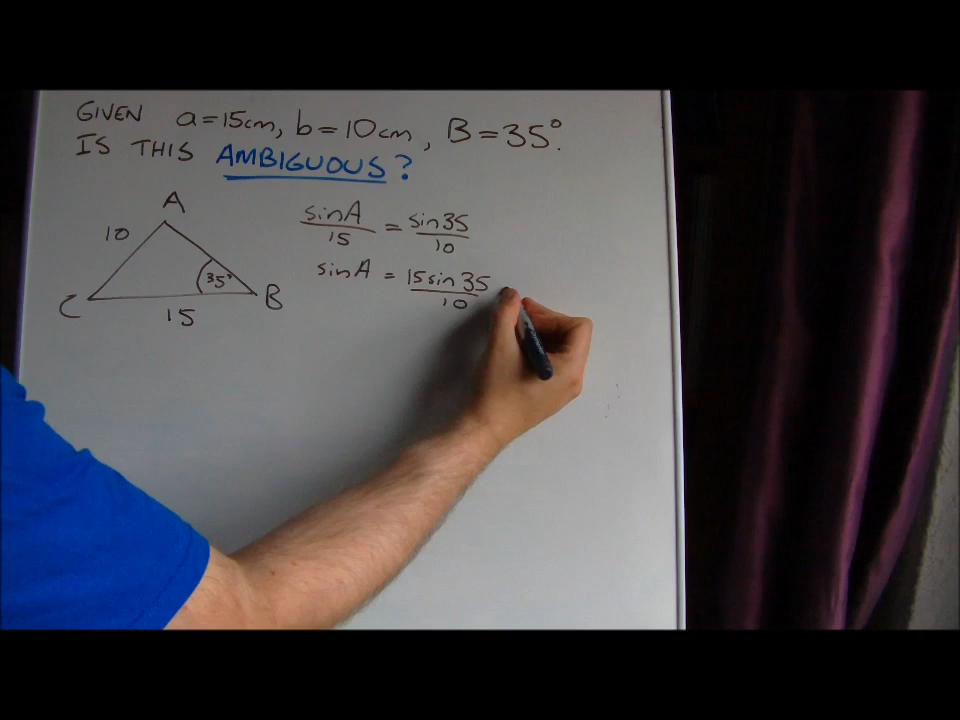 GIVEN a=15cm, b=10cm, B=35°.
IS THIS AMBIGUOUS?
A
10
35°
C
B
15
sinA/15 = sin35/10
sinA = 15sin35/10